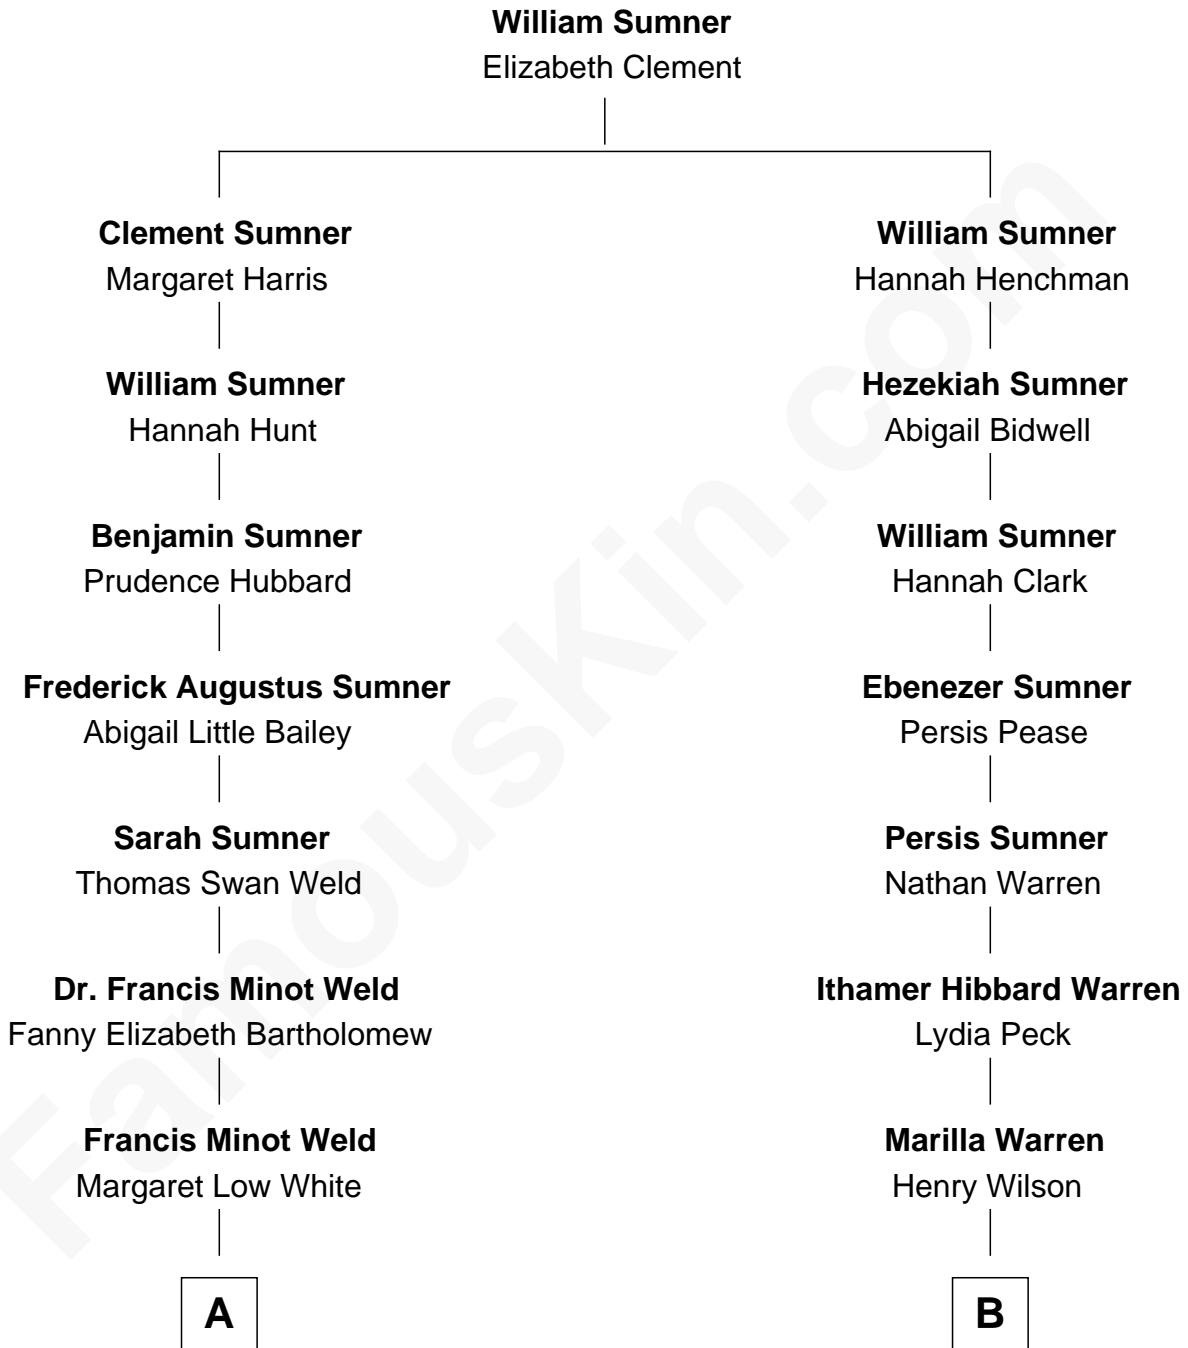 William Sumner
Elizabeth Clement
Clement Sumner
Margaret Harris
William Sumner
Hannah Henchman
William Sumner
Hannah Hunt
Hezekiah Sumner
Abigail Bidwell
Benjamin Sumner
Prudence Hubbard
William Sumner
Hannah Clark
Frederick Augustus Sumner
Abigail Little Bailey
Ebenezer Sumner
Persis Pease
Sarah Sumner
Thomas Swan Weld
Persis Sumner
Nathan Warren
Dr. Francis Minot Weld
Fanny Elizabeth Bartholomew
Ithamer Hibbard Warren
Lydia Peck
Francis Minot Weld
Margaret Low White
Marilla Warren
Henry Wilson
A
B
FamousKin.com